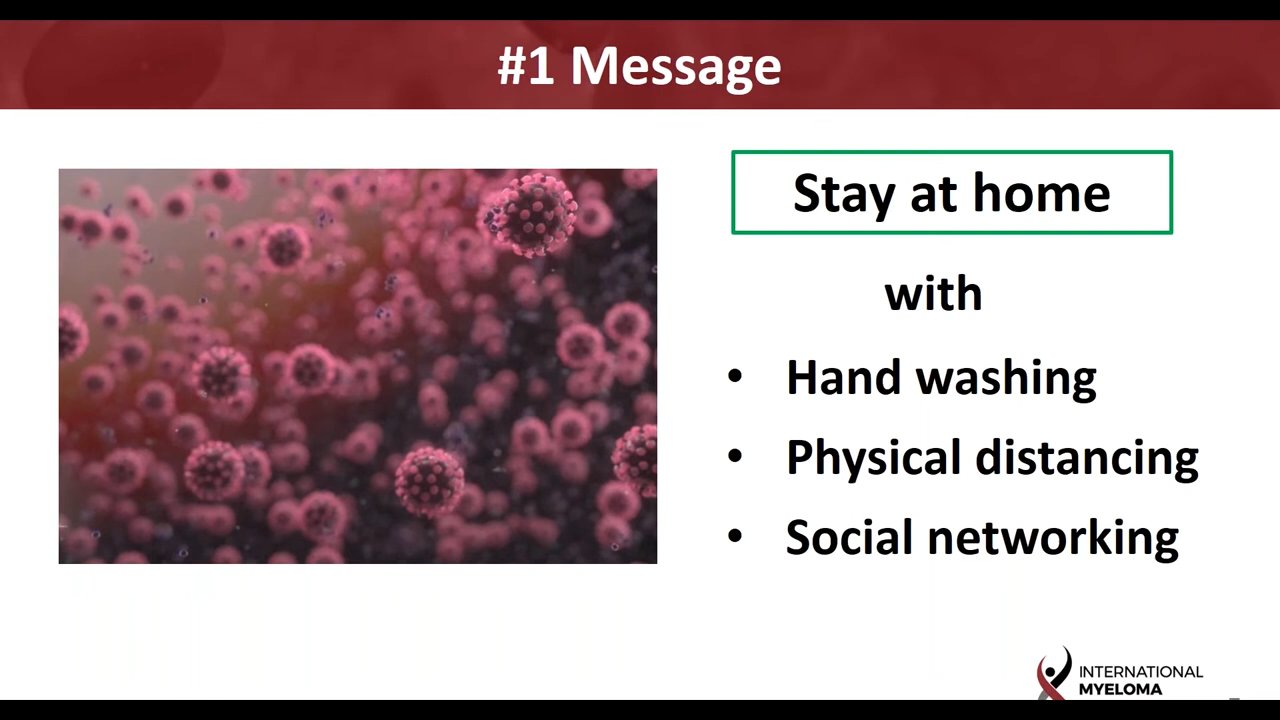 #1 Message
Stay at home
with
• Hand washing
• Physical distancing
• Social networking
INTERNATIONAL
MYELOMA